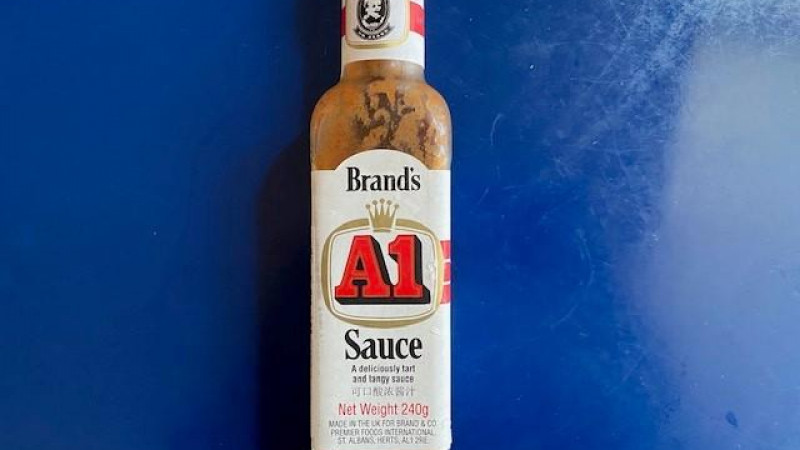 Brand's
A1
Sauce
A deliciously tart
and tangy sauce
可口酸浓酱汁
Net Weight 240g
MADE IN THE UK FOR BRAND & CO.
PREMIER FOODS INTERNATIONAL,
ST. ALBANS, HERTS, AL1 2RE.